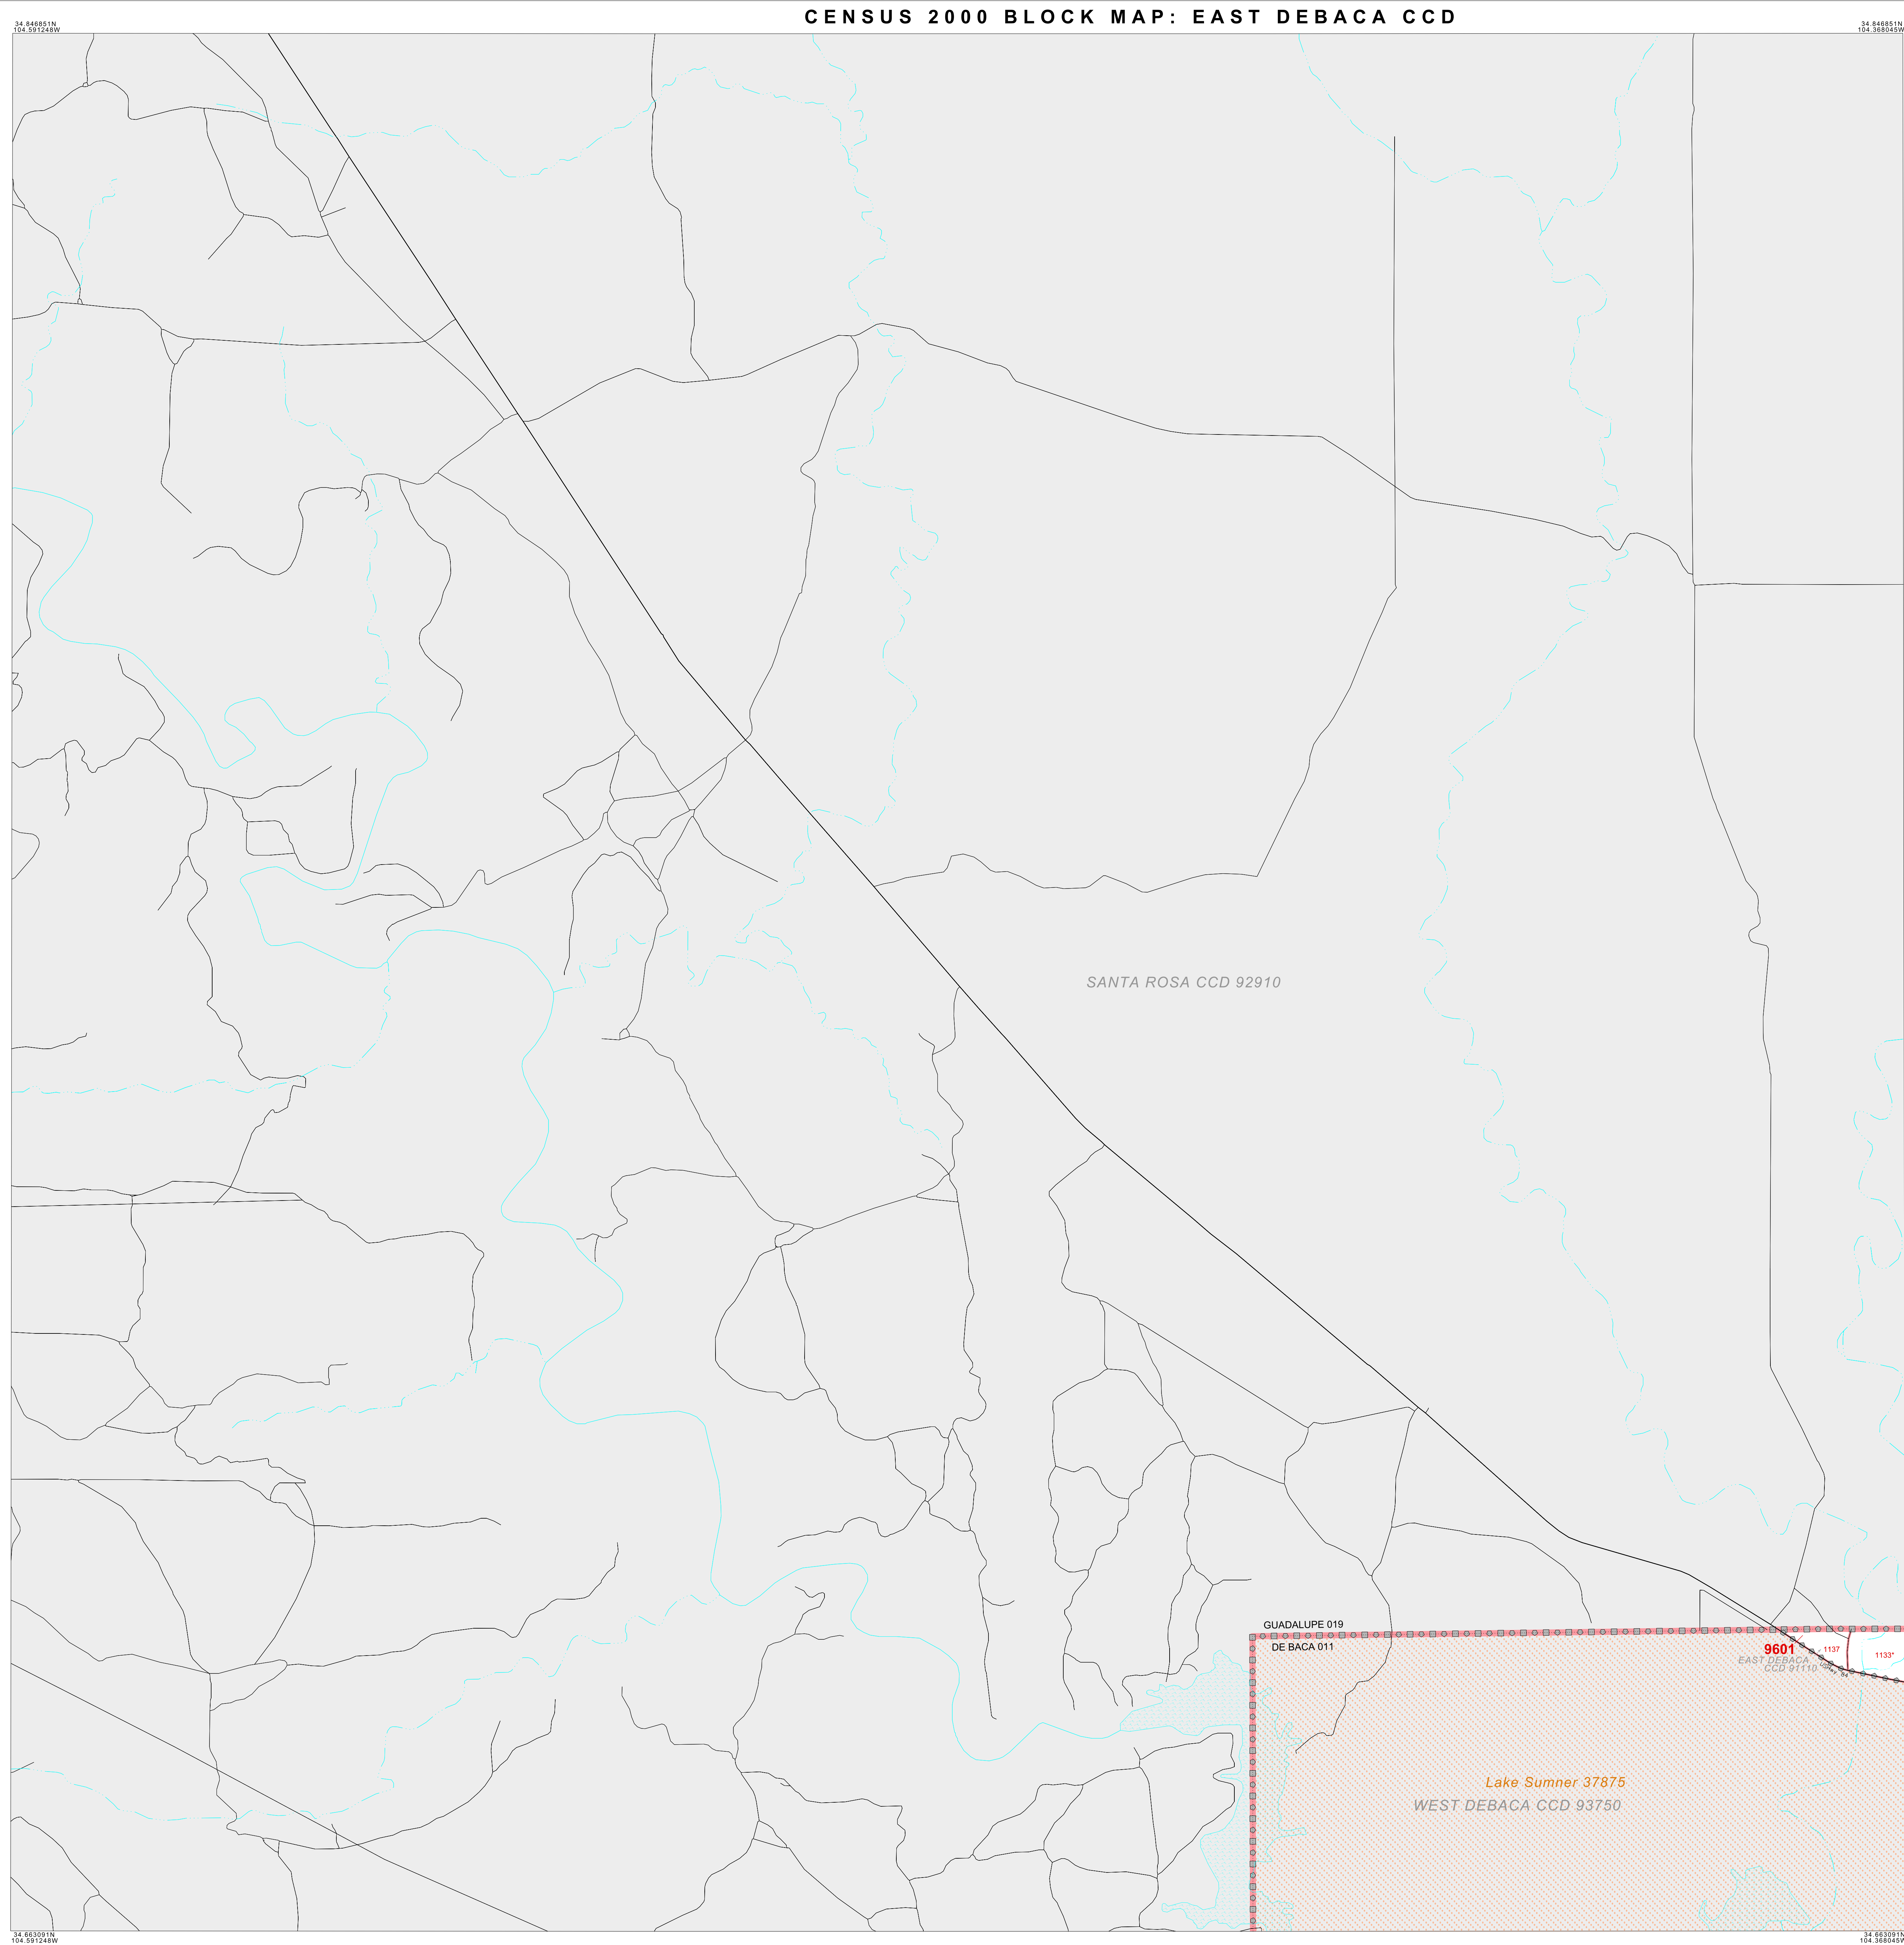 CENSUS 2000 BLOCK MAP: EAST DEBACA CCD
34.846851N
104.591248W
34.846851N
104.368045W
SANTA ROSA CCD 92910
GUADALUPE 019
DE BACA 011
9601
1137
1133*
EAST DEBACA
CCD 91110
84
Lake Sumner 37875
WEST DEBACA CCD 93750
34.663091N
104.591248W
34.663091N
104.368045W